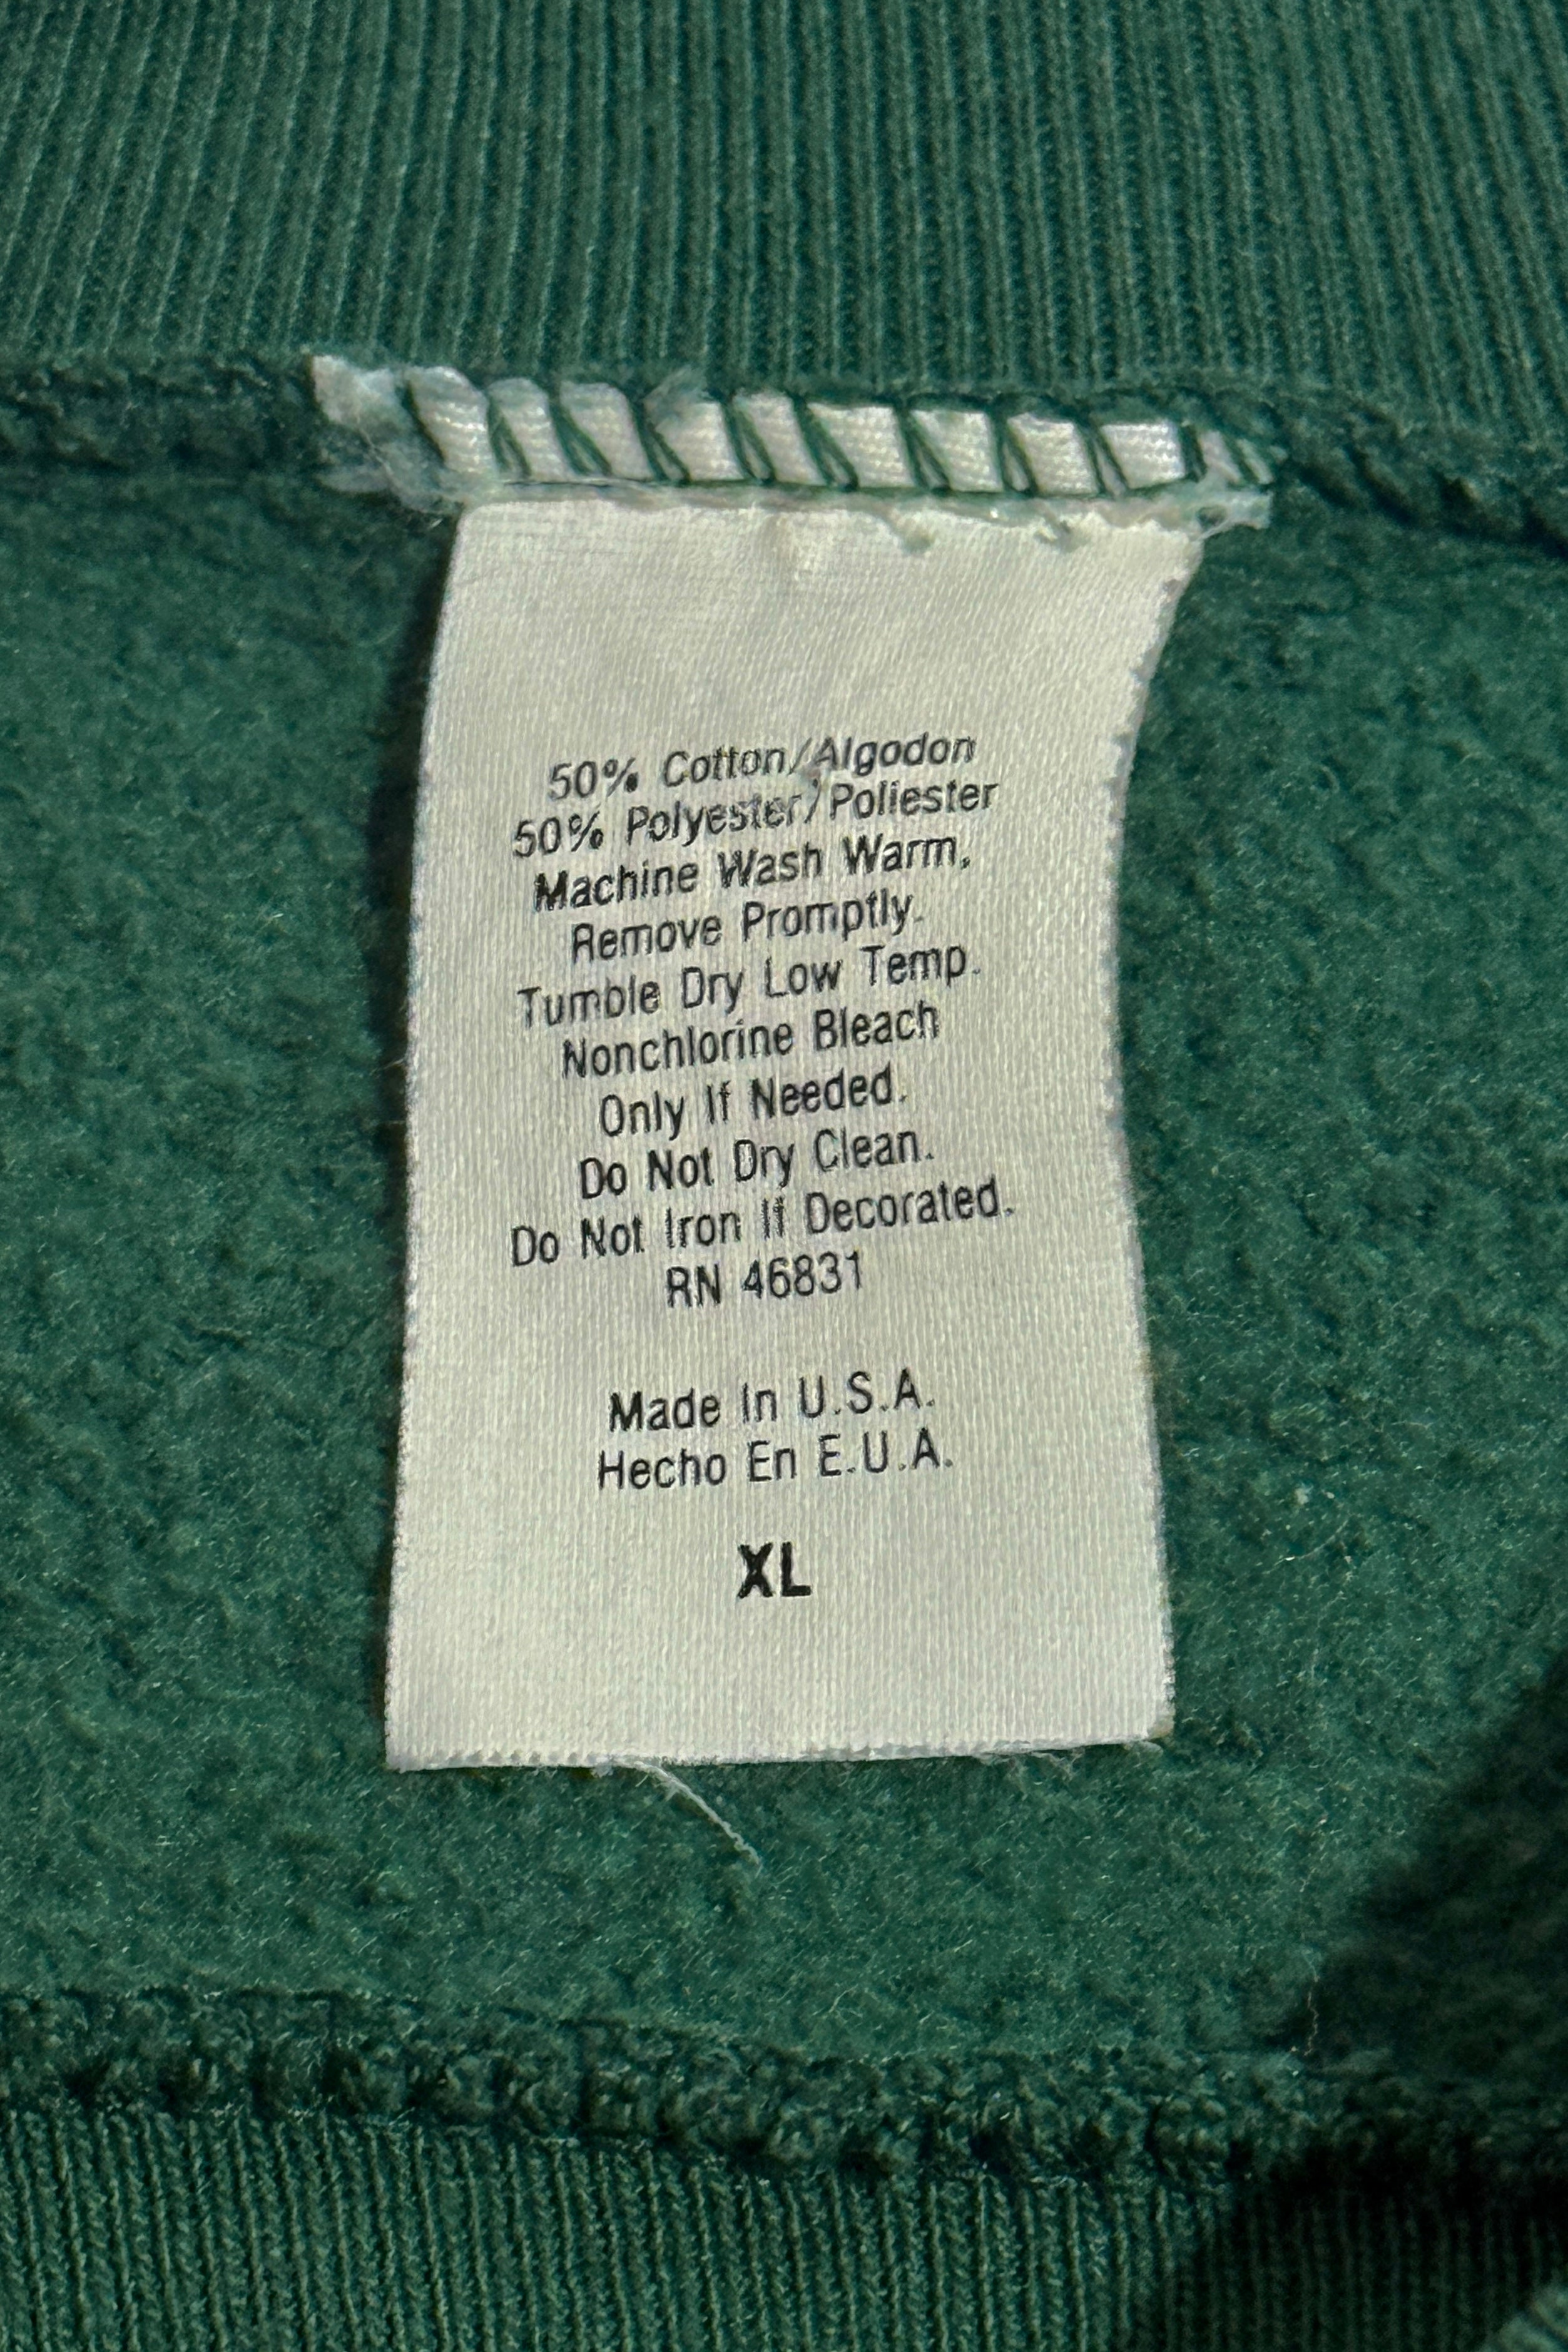 50% Cotton/Algodon
50% Polyester/Poliester
Machine Wash Warm,
Remove Promptly.
Tumble Dry Low Temp.
Nonchlorine Bleach
Only If Needed.
Do Not Dry Clean.
Do Not Iron If Decorated.
RN 46831
Made In U.S.A.
Hecho En E.U.A.
XL